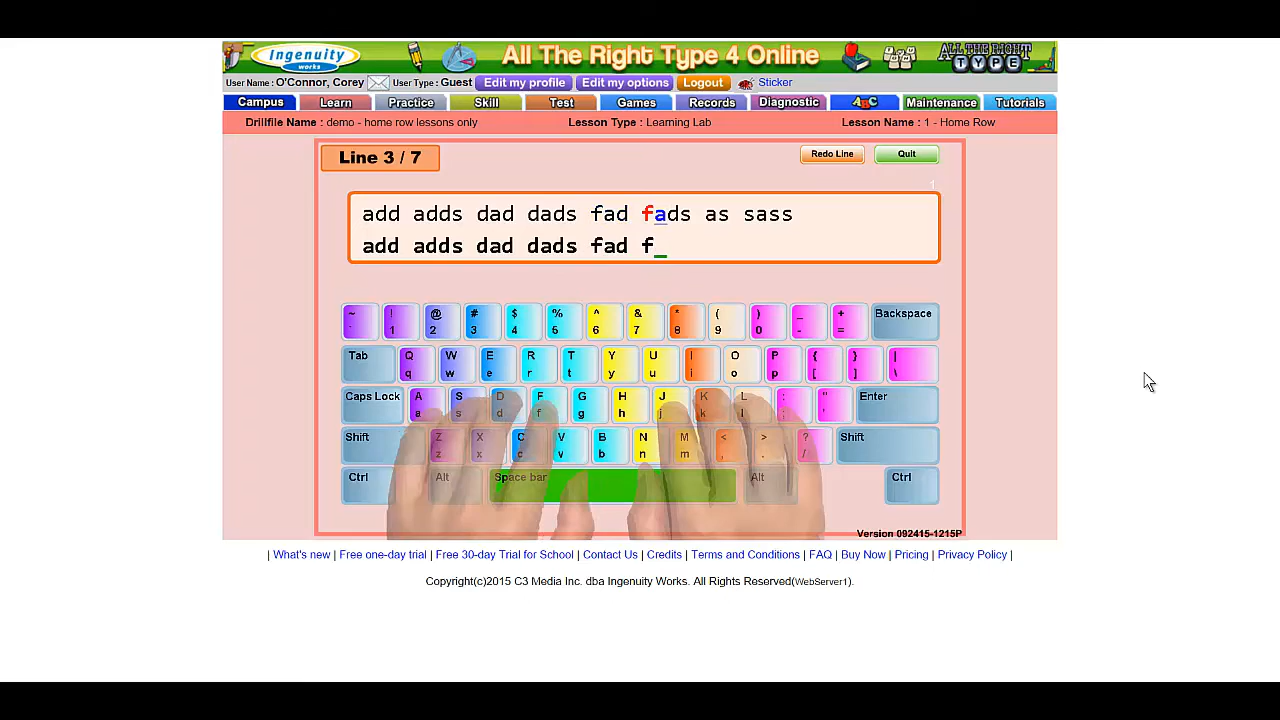 Ingenuity works All The Right Type 4 Online ALL THE RIGHT TYPE
User Name : O'Connor, Corey User Type : Guest Edit my profile Edit my options Logout Sticker
Campus Learn Practice Skill Test Games Records Diagnostic ABC Maintenance Tutorials
Drillfile Name : demo - home row lessons only Lesson Type : Learning Lab Lesson Name : 1 - Home Row
Line 3 / 7 Redo Line Quit
1
add adds dad dads fad fads as sass
add adds dad dads fad f_
~ ! @ # $ % ^ & * ( ) _ + Backspace
` 1 2 3 4 5 6 7 8 9 0 - =
Tab Q W E R T Y U I O P { } |
q w e r t y u i o p [ ] \
Caps Lock A S D F G H J K L : " Enter
a s d f g h j k l ; '
Shift Z X C V B N M < > ? Shift
z x c v b n m , . /
Ctrl Alt Space bar Alt Ctrl
Version 092415-1215P
| What's new | Free one-day trial | Free 30-day Trial for School | Contact Us | Credits | Terms and Conditions | FAQ | Buy Now | Pricing | Privacy Policy |
Copyright(c)2015 C3 Media Inc. dba Ingenuity Works. All Rights Reserved(WebServer1).